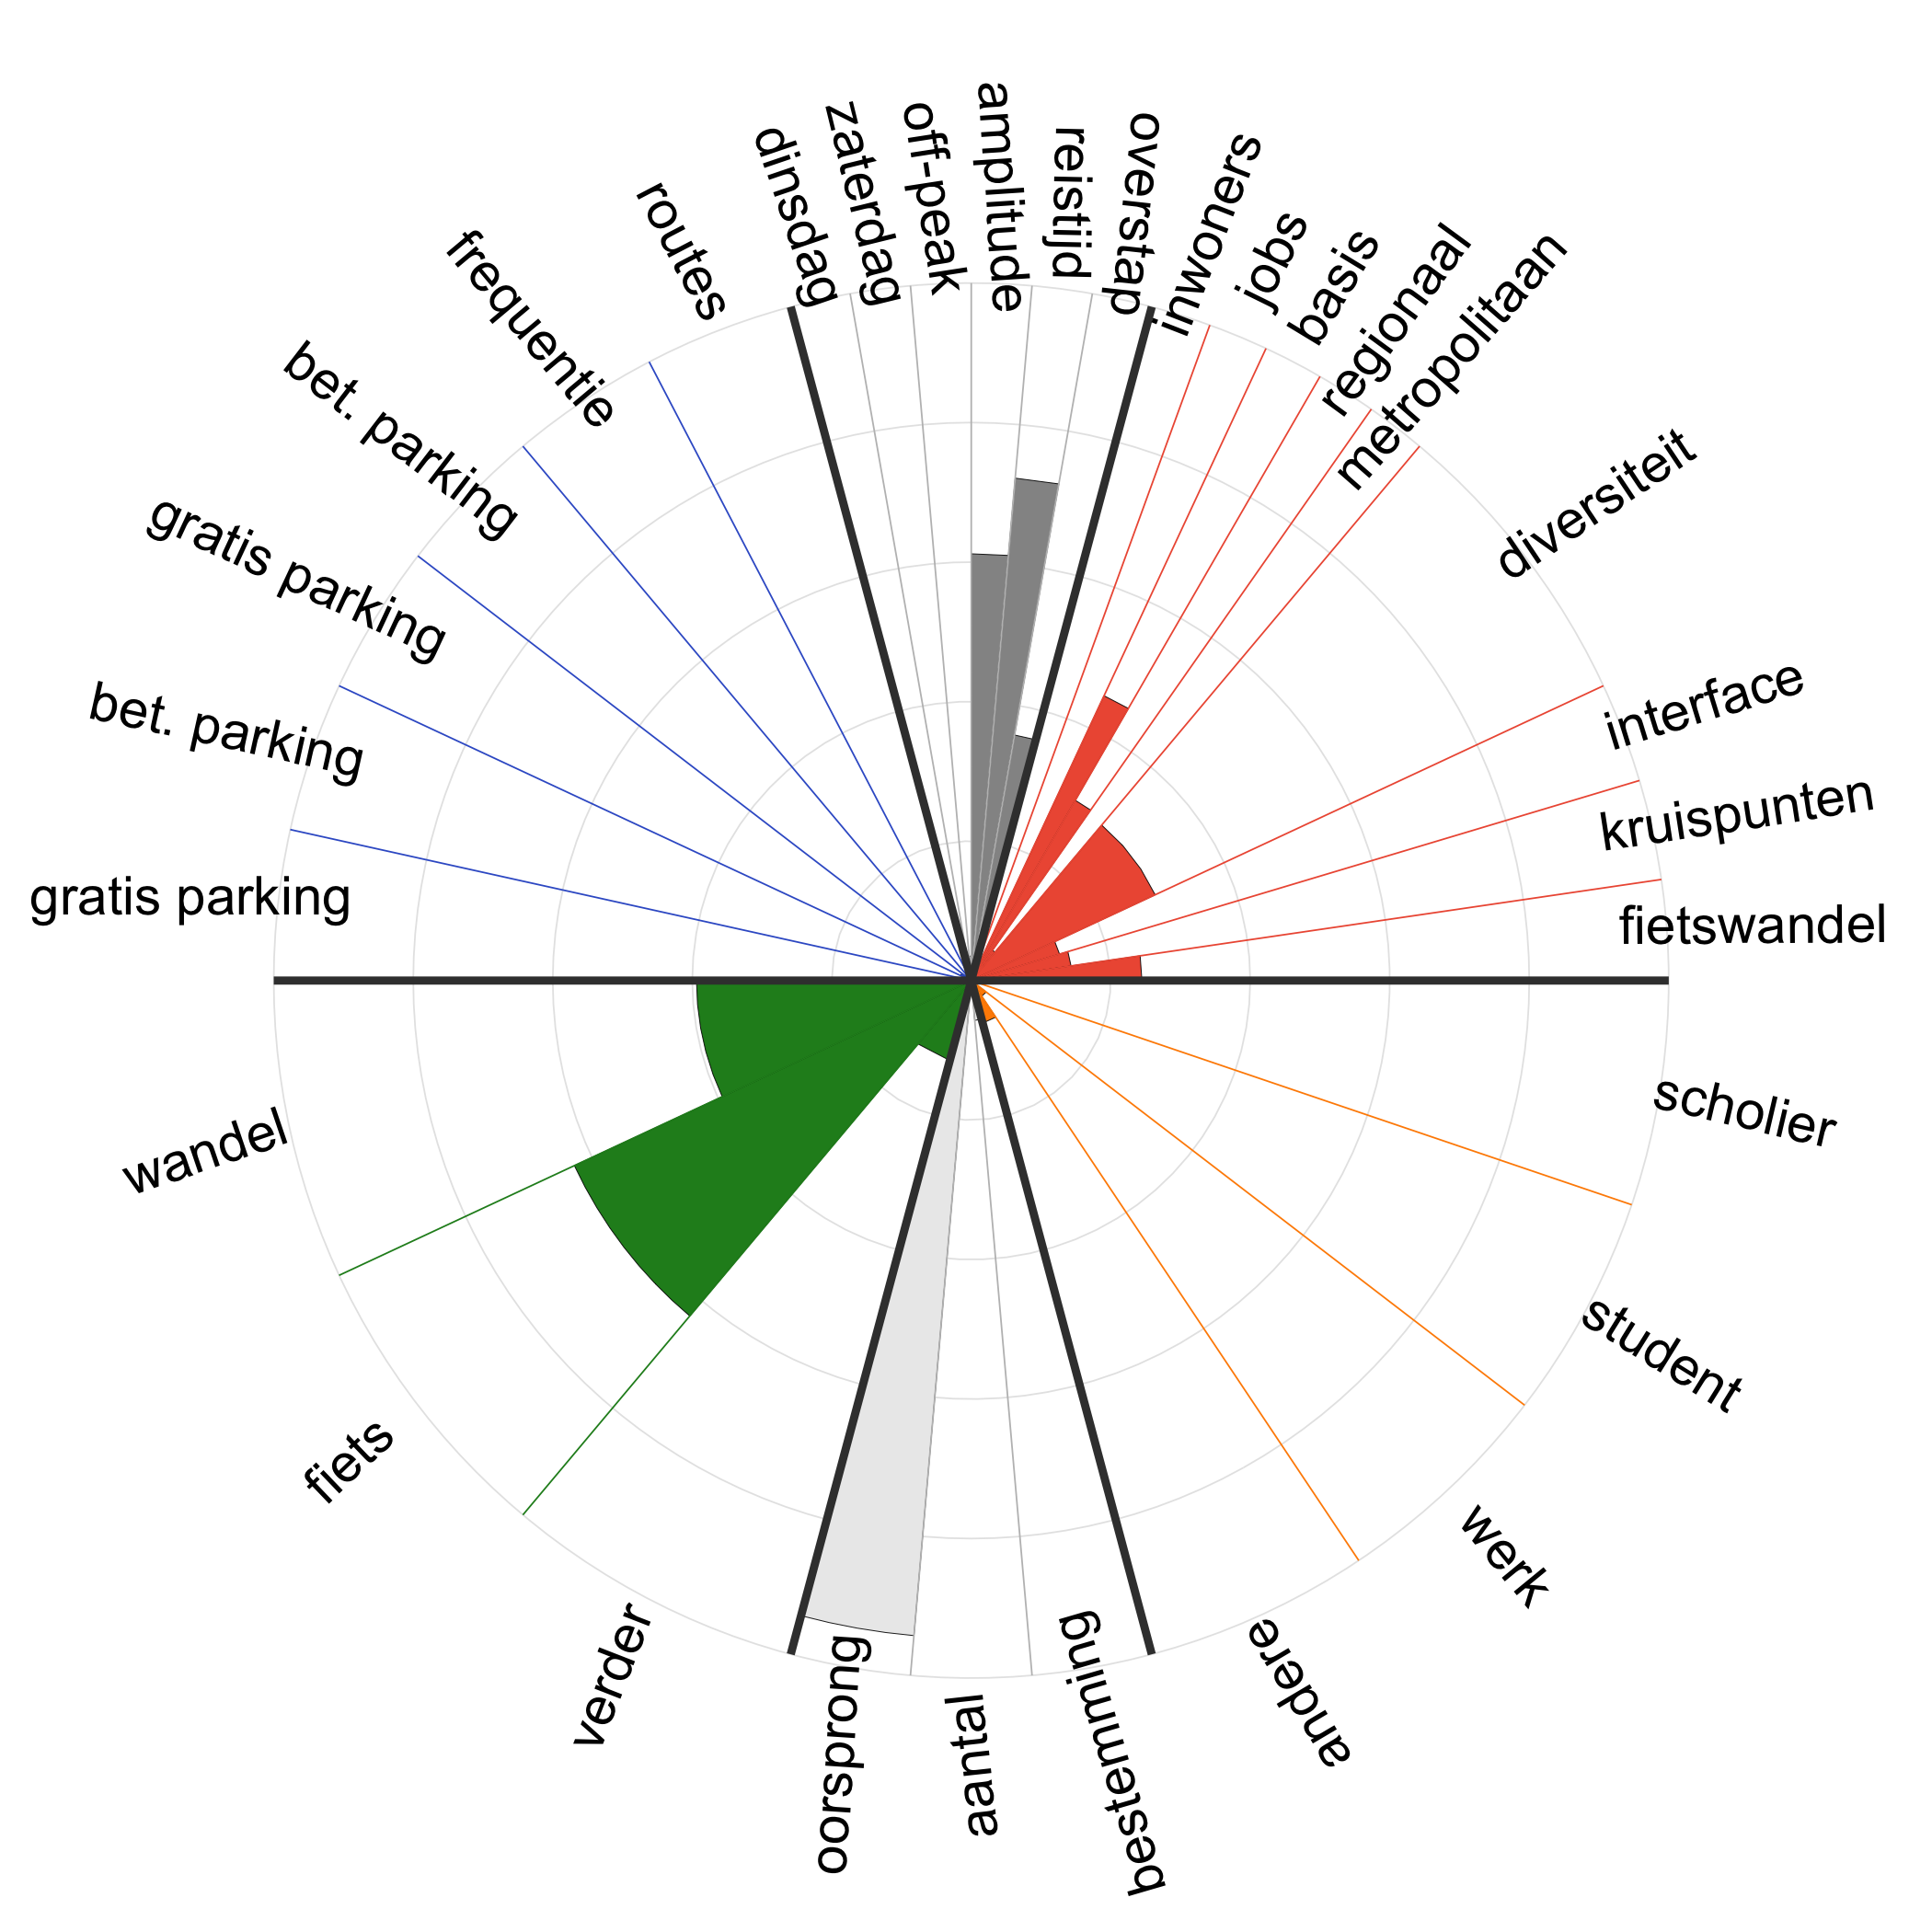 dinsdag
zaterdag
off-peak
amplitude
reistijd
overstap
inwoners
jobs
basis
regionaal
metropolitaan
diversiteit
interface
kruispunten
fietswandel
scholier
student
werk
andere
bestemming
aantal
oorsprong
verder
fiets
wandel
gratis parking
bet. parking
gratis parking
bet. parking
frequentie
routes